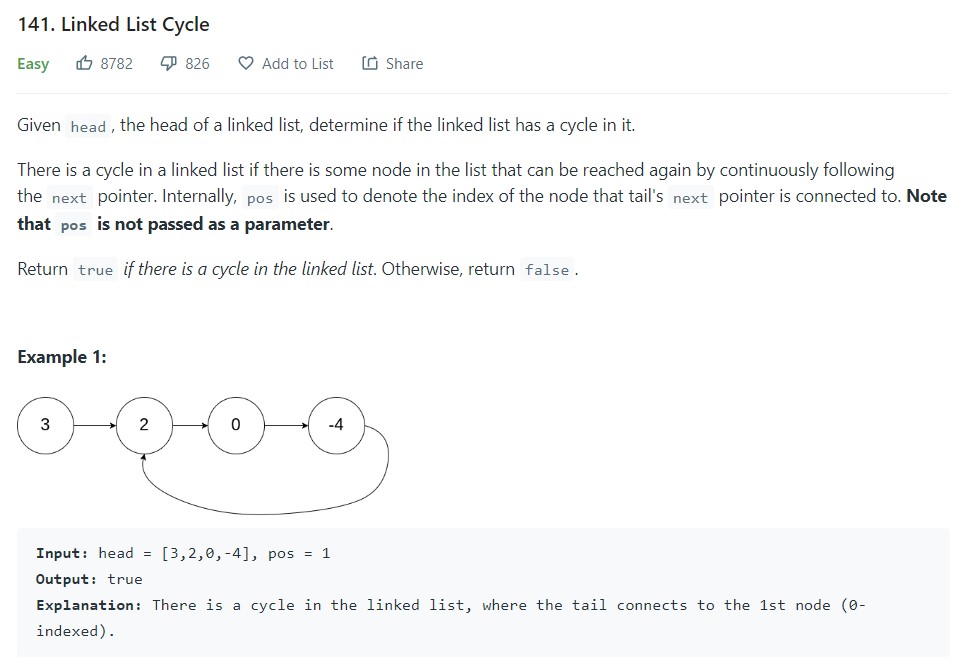 141. Linked List Cycle
Easy 8782 826 Add to List Share
Given head , the head of a linked list, determine if the linked list has a cycle in it.
There is a cycle in a linked list if there is some node in the list that can be reached again by continuously following
the next pointer. Internally, pos is used to denote the index of the node that tail's next pointer is connected to. Note
that pos is not passed as a parameter.
Return true if there is a cycle in the linked list. Otherwise, return false .
Example 1:
3 2 0 -4
Input: head = [3,2,0,-4], pos = 1
Output: true
Explanation: There is a cycle in the linked list, where the tail connects to the 1st node (0-
indexed).